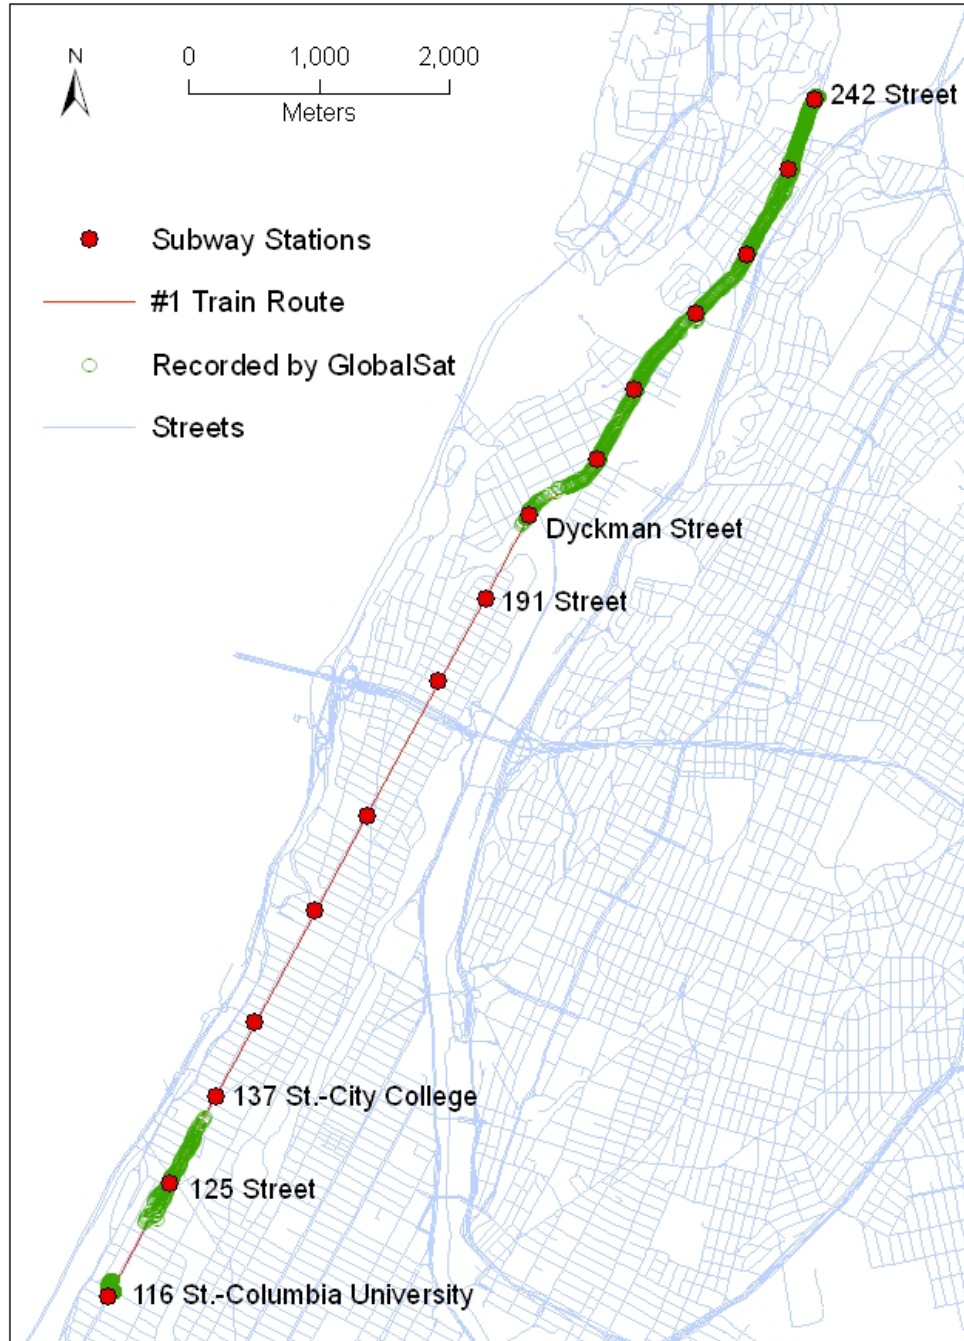 N
0 1,000 2,000
Meters
242 Street
Subway Stations
#1 Train Route
Recorded by GlobalSat
Streets
Dyckman Street
191 Street
137 St.-City College
125 Street
116 St.-Columbia University